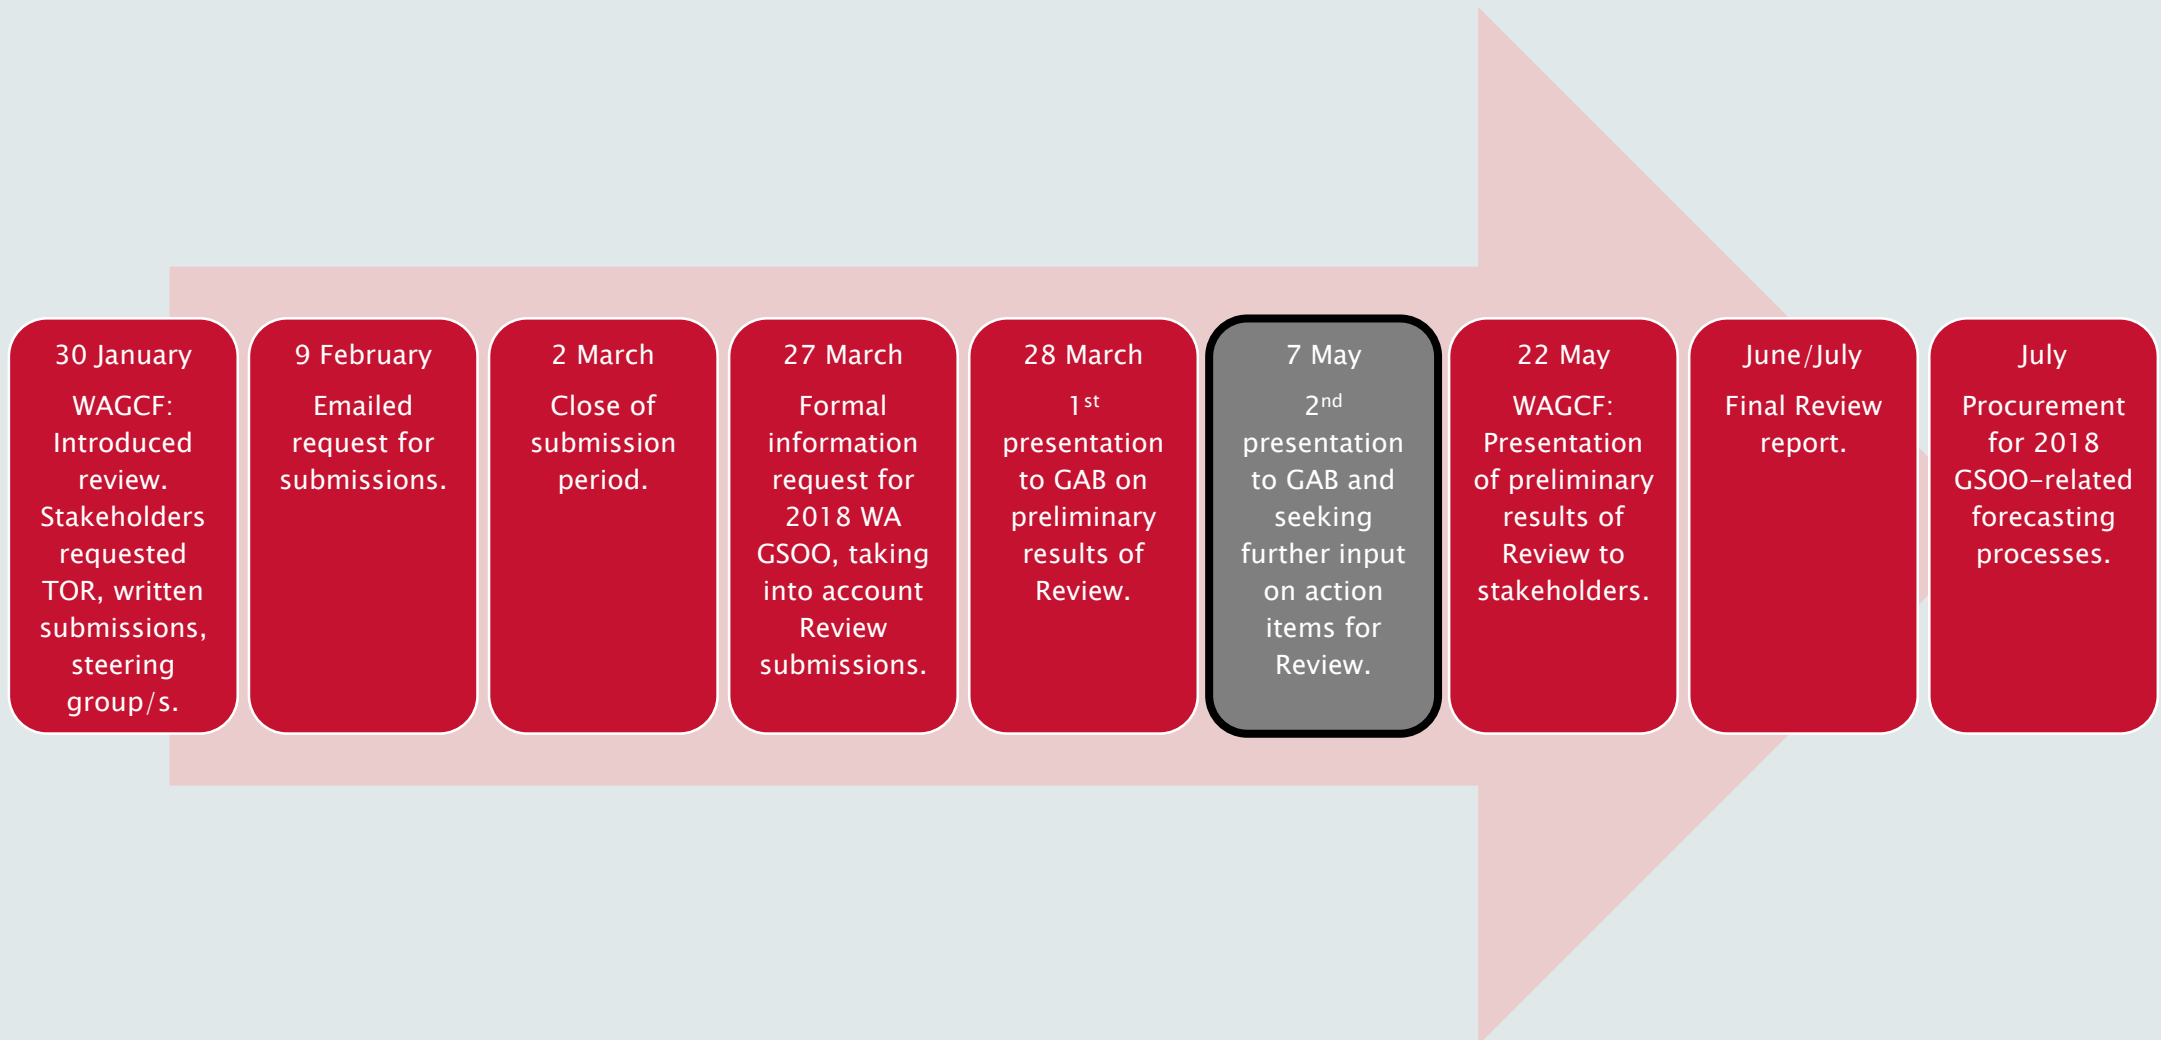 30 January
WAGCF:
Introduced
review.
Stakeholders
requested
TOR, written
submissions,
steering
group/s.
9 February
Emailed
request for
submissions.
2 March
Close of
submission
period.
27 March
Formal
information
request for
2018 WA
GSOO, taking
into account
Review
submissions.
28 March
1st
presentation
to GAB on
preliminary
results of
Review.
7 May
2nd
presentation
to GAB and
seeking
further input
on action
items for
Review.
22 May
WAGCF:
Presentation
of preliminary
results of
Review to
stakeholders.
June/July
Final Review
report.
July
Procurement
for 2018
GSOO-related
forecasting
processes.